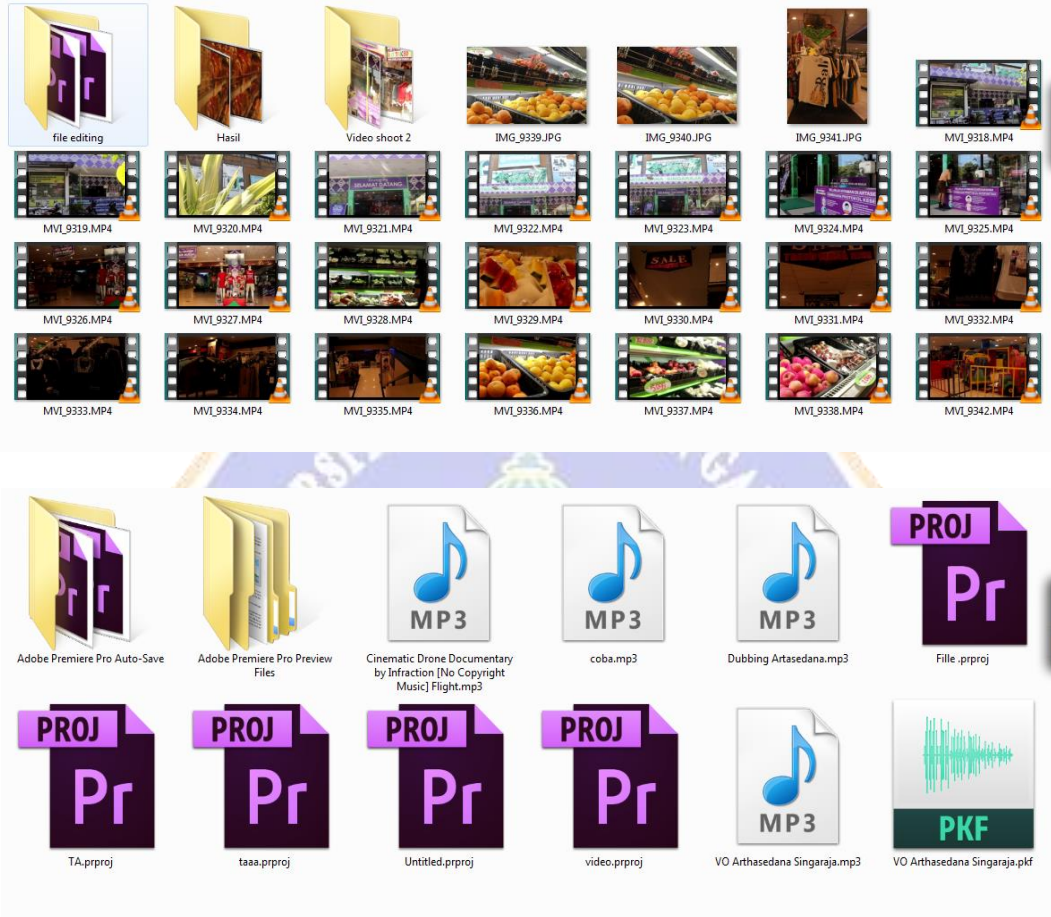 file editing
Hasil
Video shoot 2
IMG_9339.JPG
IMG_9340.JPG
IMG_9341.JPG
MVI_9318.MP4
MVI_9319.MP4
MVI_9320.MP4
SELAMAT DATANG
MVI_9321.MP4
MVI_9322.MP4
MVI_9323.MP4
MVI_9324.MP4
MVI_9325.MP4
SALE
MVI_9326.MP4
MVI_9327.MP4
MVI_9328.MP4
MVI_9329.MP4
MVI_9330.MP4
MVI_9331.MP4
MVI_9332.MP4
MVI_9333.MP4
MVI_9334.MP4
MVI_9335.MP4
MVI_9336.MP4
MVI_9337.MP4
MVI_9338.MP4
MVI_9342.MP4
Pr
Adobe Premiere Pro Auto-Save
Adobe Premiere Pro Preview
Files
MP3
Cinematic Drone Documentary
by Infraction [No Copyright
Music] Flight.mp3
MP3
coba.mp3
MP3
Dubbing Artasedana.mp3
PROJ
Pr
Fille .prproj
PROJ
Pr
TA.prproj
PROJ
Pr
taaa.prproj
PROJ
Pr
Untitled.prproj
PROJ
Pr
video.prproj
MP3
VO Arthasedana Singaraja.mp3
PKF
VO Arthasedana Singaraja.pkf